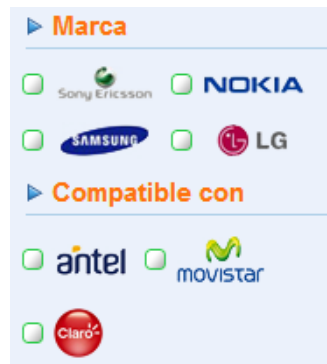 Marca
Sony Ericsson NOKIA
SAMSUNG LG
Compatible con
antel movistar
Claro